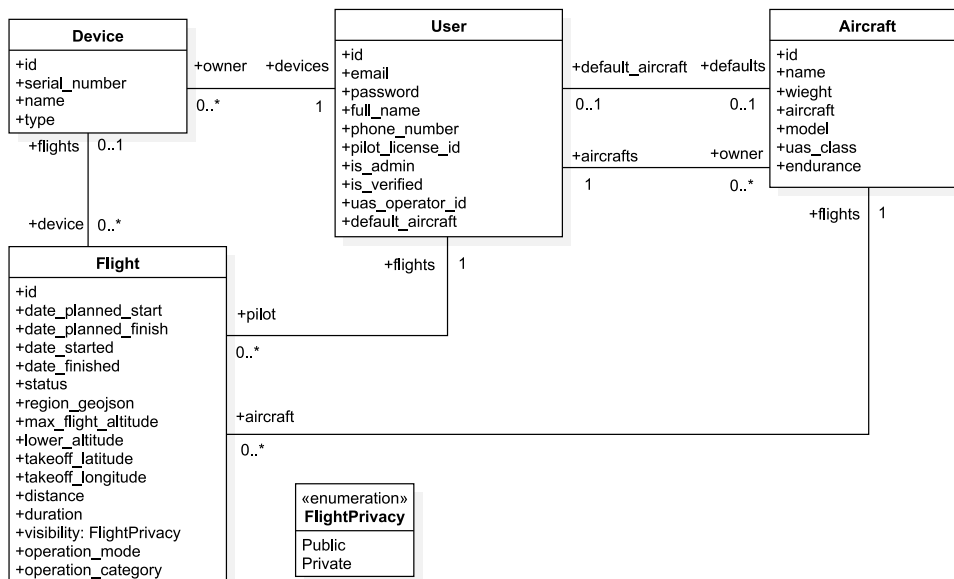 Device
+id
+serial_number
+name
+type
+owner
+devices
0..*
1
User
+id
+email
+password
+full_name
+phone_number
+pilot_license_id
+is_admin
+is_verified
+uas_operator_id
+default_aircraft
+default_aircraft
+defaults
0..1
0..1
+aircrafts
+owner
1
0..*
Aircraft
+id
+name
+wieght
+aircraft
+model
+uas_class
+endurance
+flights
0..1
+device
0..*
+flights
1
+pilot
0..*
+flights
1
+aircraft
0..*
Flight
+id
+date_planned_start
+date_planned_finish
+date_started
+date_finished
+status
+region_geojson
+max_flight_altitude
+lower_altitude
+takeoff_latitude
+takeoff_longitude
+distance
+duration
+visibility: FlightPrivacy
+operation_mode
+operation_category
«enumeration»
FlightPrivacy
Public
Private